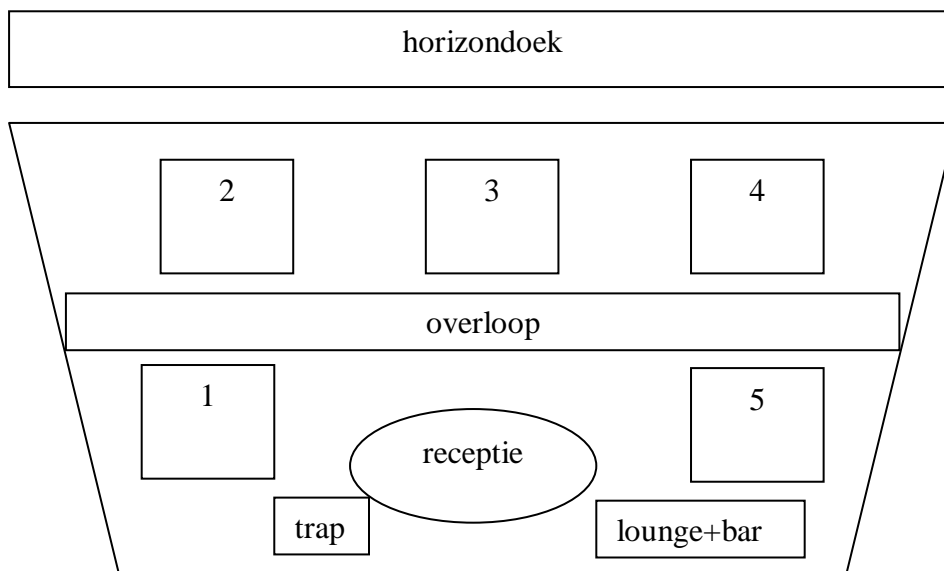 horizondoek
2 3 4
overloop
1 5
receptie
trap lounge+bar